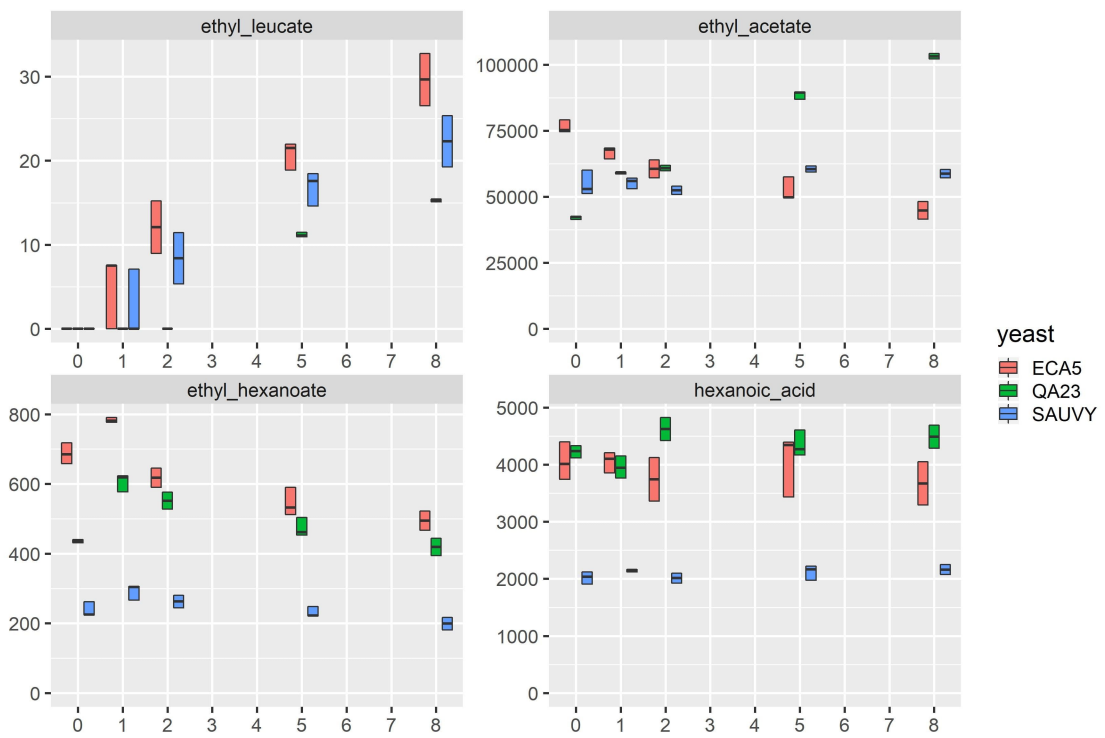 ethyl_leucate
30
20
10
0
0 1 2 3 4 5 6 7 8
ethyl_acetate
100000
75000
50000
25000
0
0 1 2 3 4 5 6 7 8
ethyl_hexanoate
800
600
400
200
0
0 1 2 3 4 5 6 7 8
hexanoic_acid
5000
4000
3000
2000
1000
0
0 1 2 3 4 5 6 7 8
yeast
ECA5
QA23
SAUVY